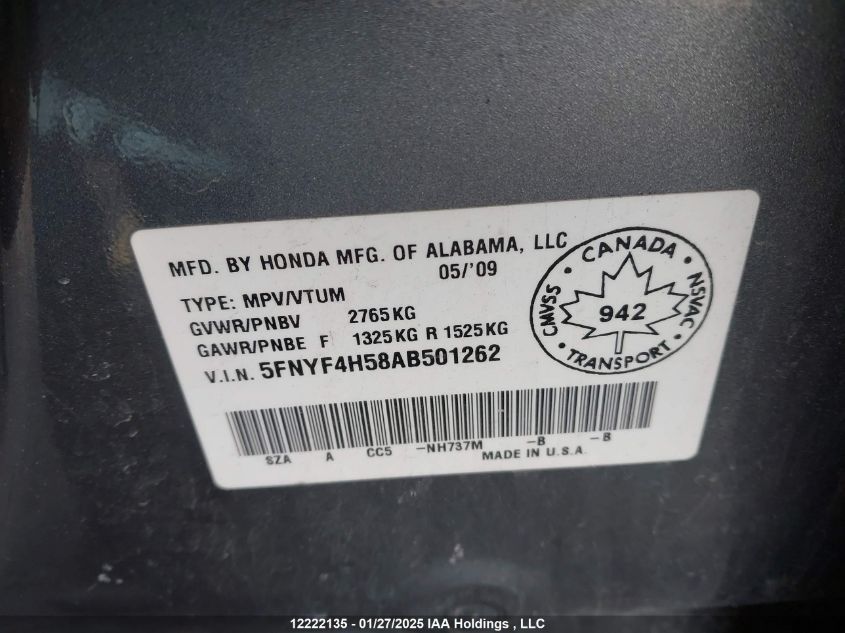 MFD. BY HONDA MFG. OF ALABAMA, LLC
05/'09
TYPE: MPV/VTUM
GVWR/PNBV 2765KG
GAWR/PNBE F 1325KG R 1525KG
V.I.N. 5FNYF4H58AB501262
CANADA
CMVSS 942 NSVAC
TRANSPORT
SZA A CC5 -NH737M -B -B
MADE IN U.S.A.
12222135 - 01/27/2025 IAA Holdings , LLC